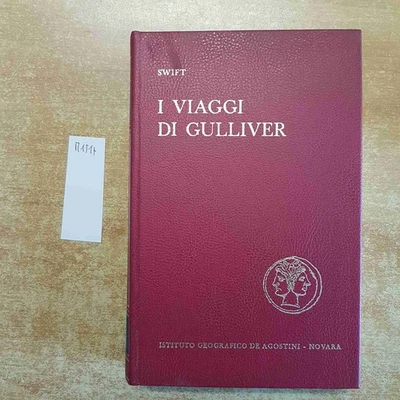 SWIFT
I VIAGGI
DI GULLIVER
ISTITUTO GEOGRAFICO DE AGOSTINI - NOVARA